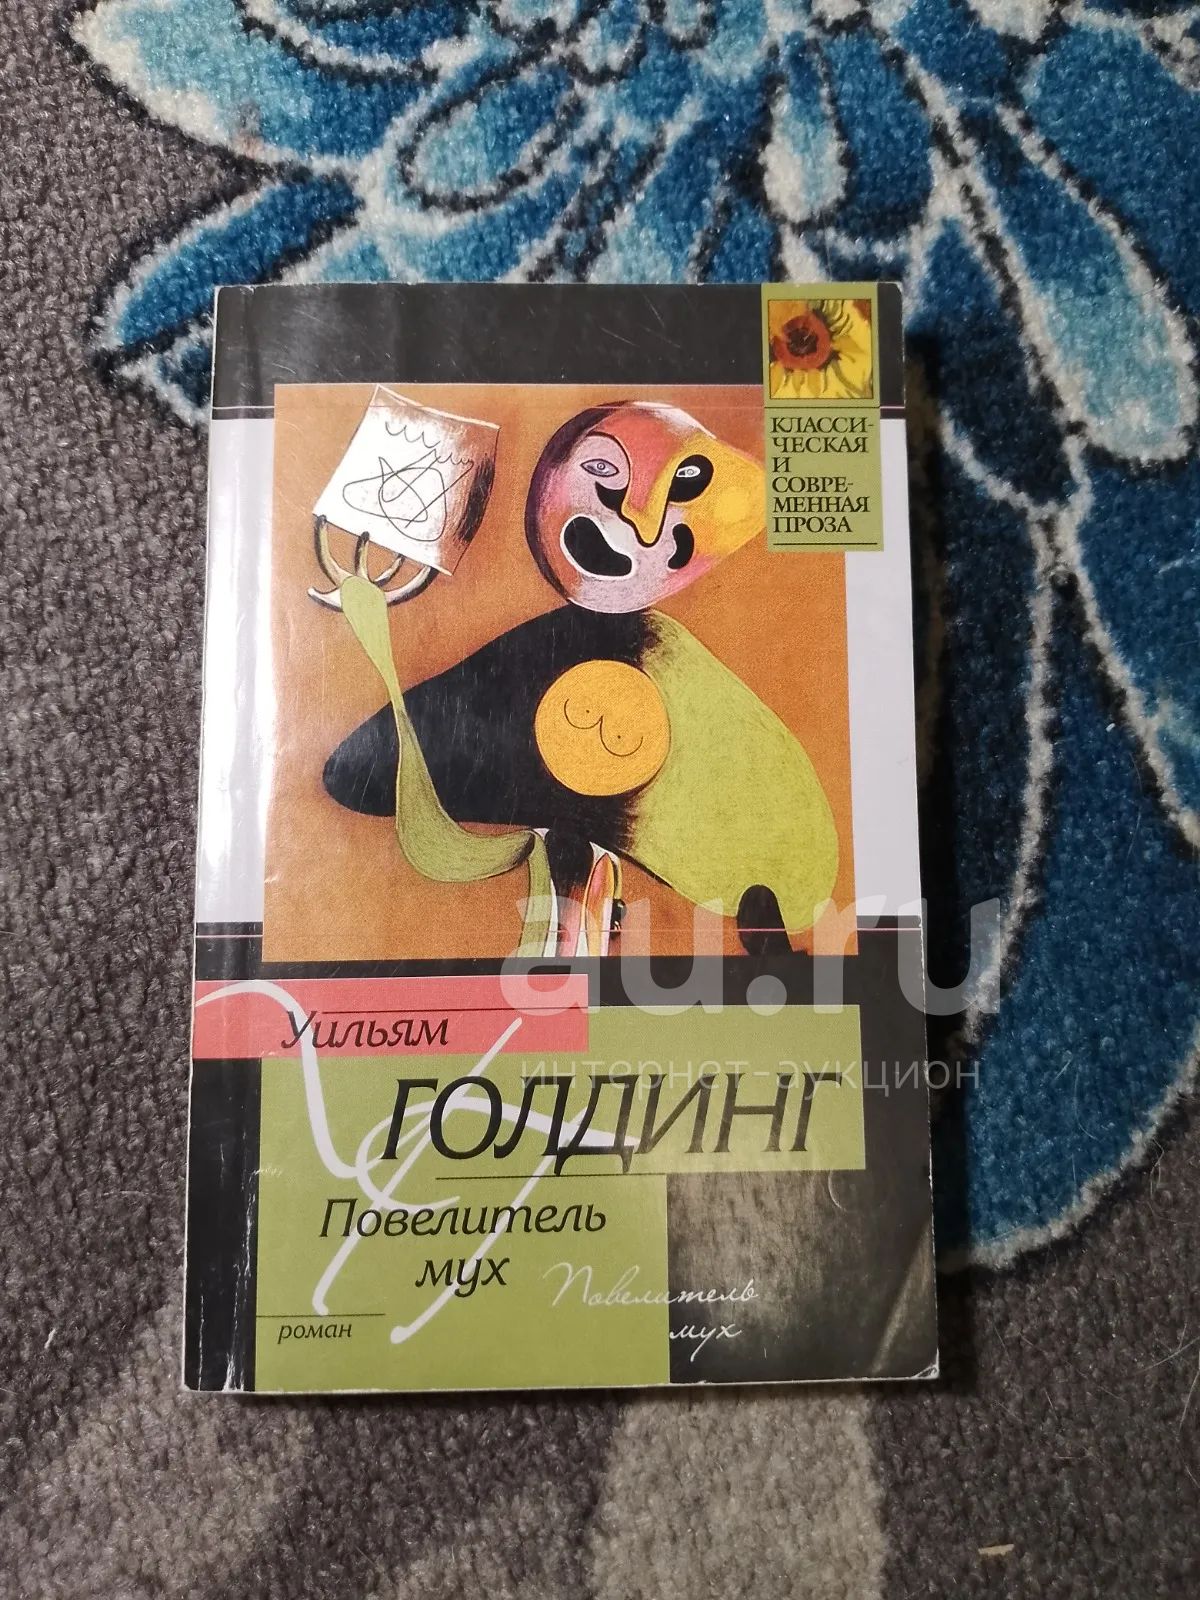 КЛАССИ-
ЧЕСКАЯ
И
СОВРЕ-
МЕННАЯ
ПРОЗА
au.ru
Уильям
интернет-аукцион
ГОЛДИНГ
Повелитель
мух
Повелитель
мух
роман